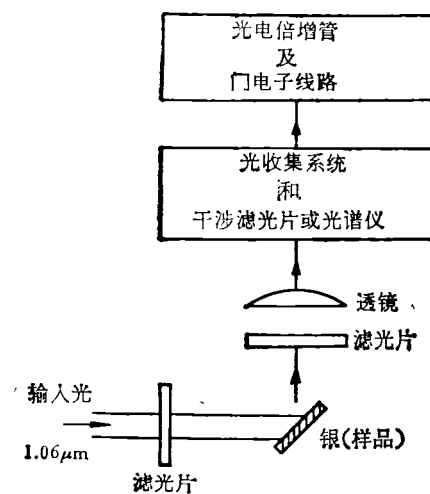 光电倍增管
及
门电子线路
光收集系统
和
干涉滤光片或光谱仪
透镜
滤光片
输入光
1.06μm
银(样品)
滤光片